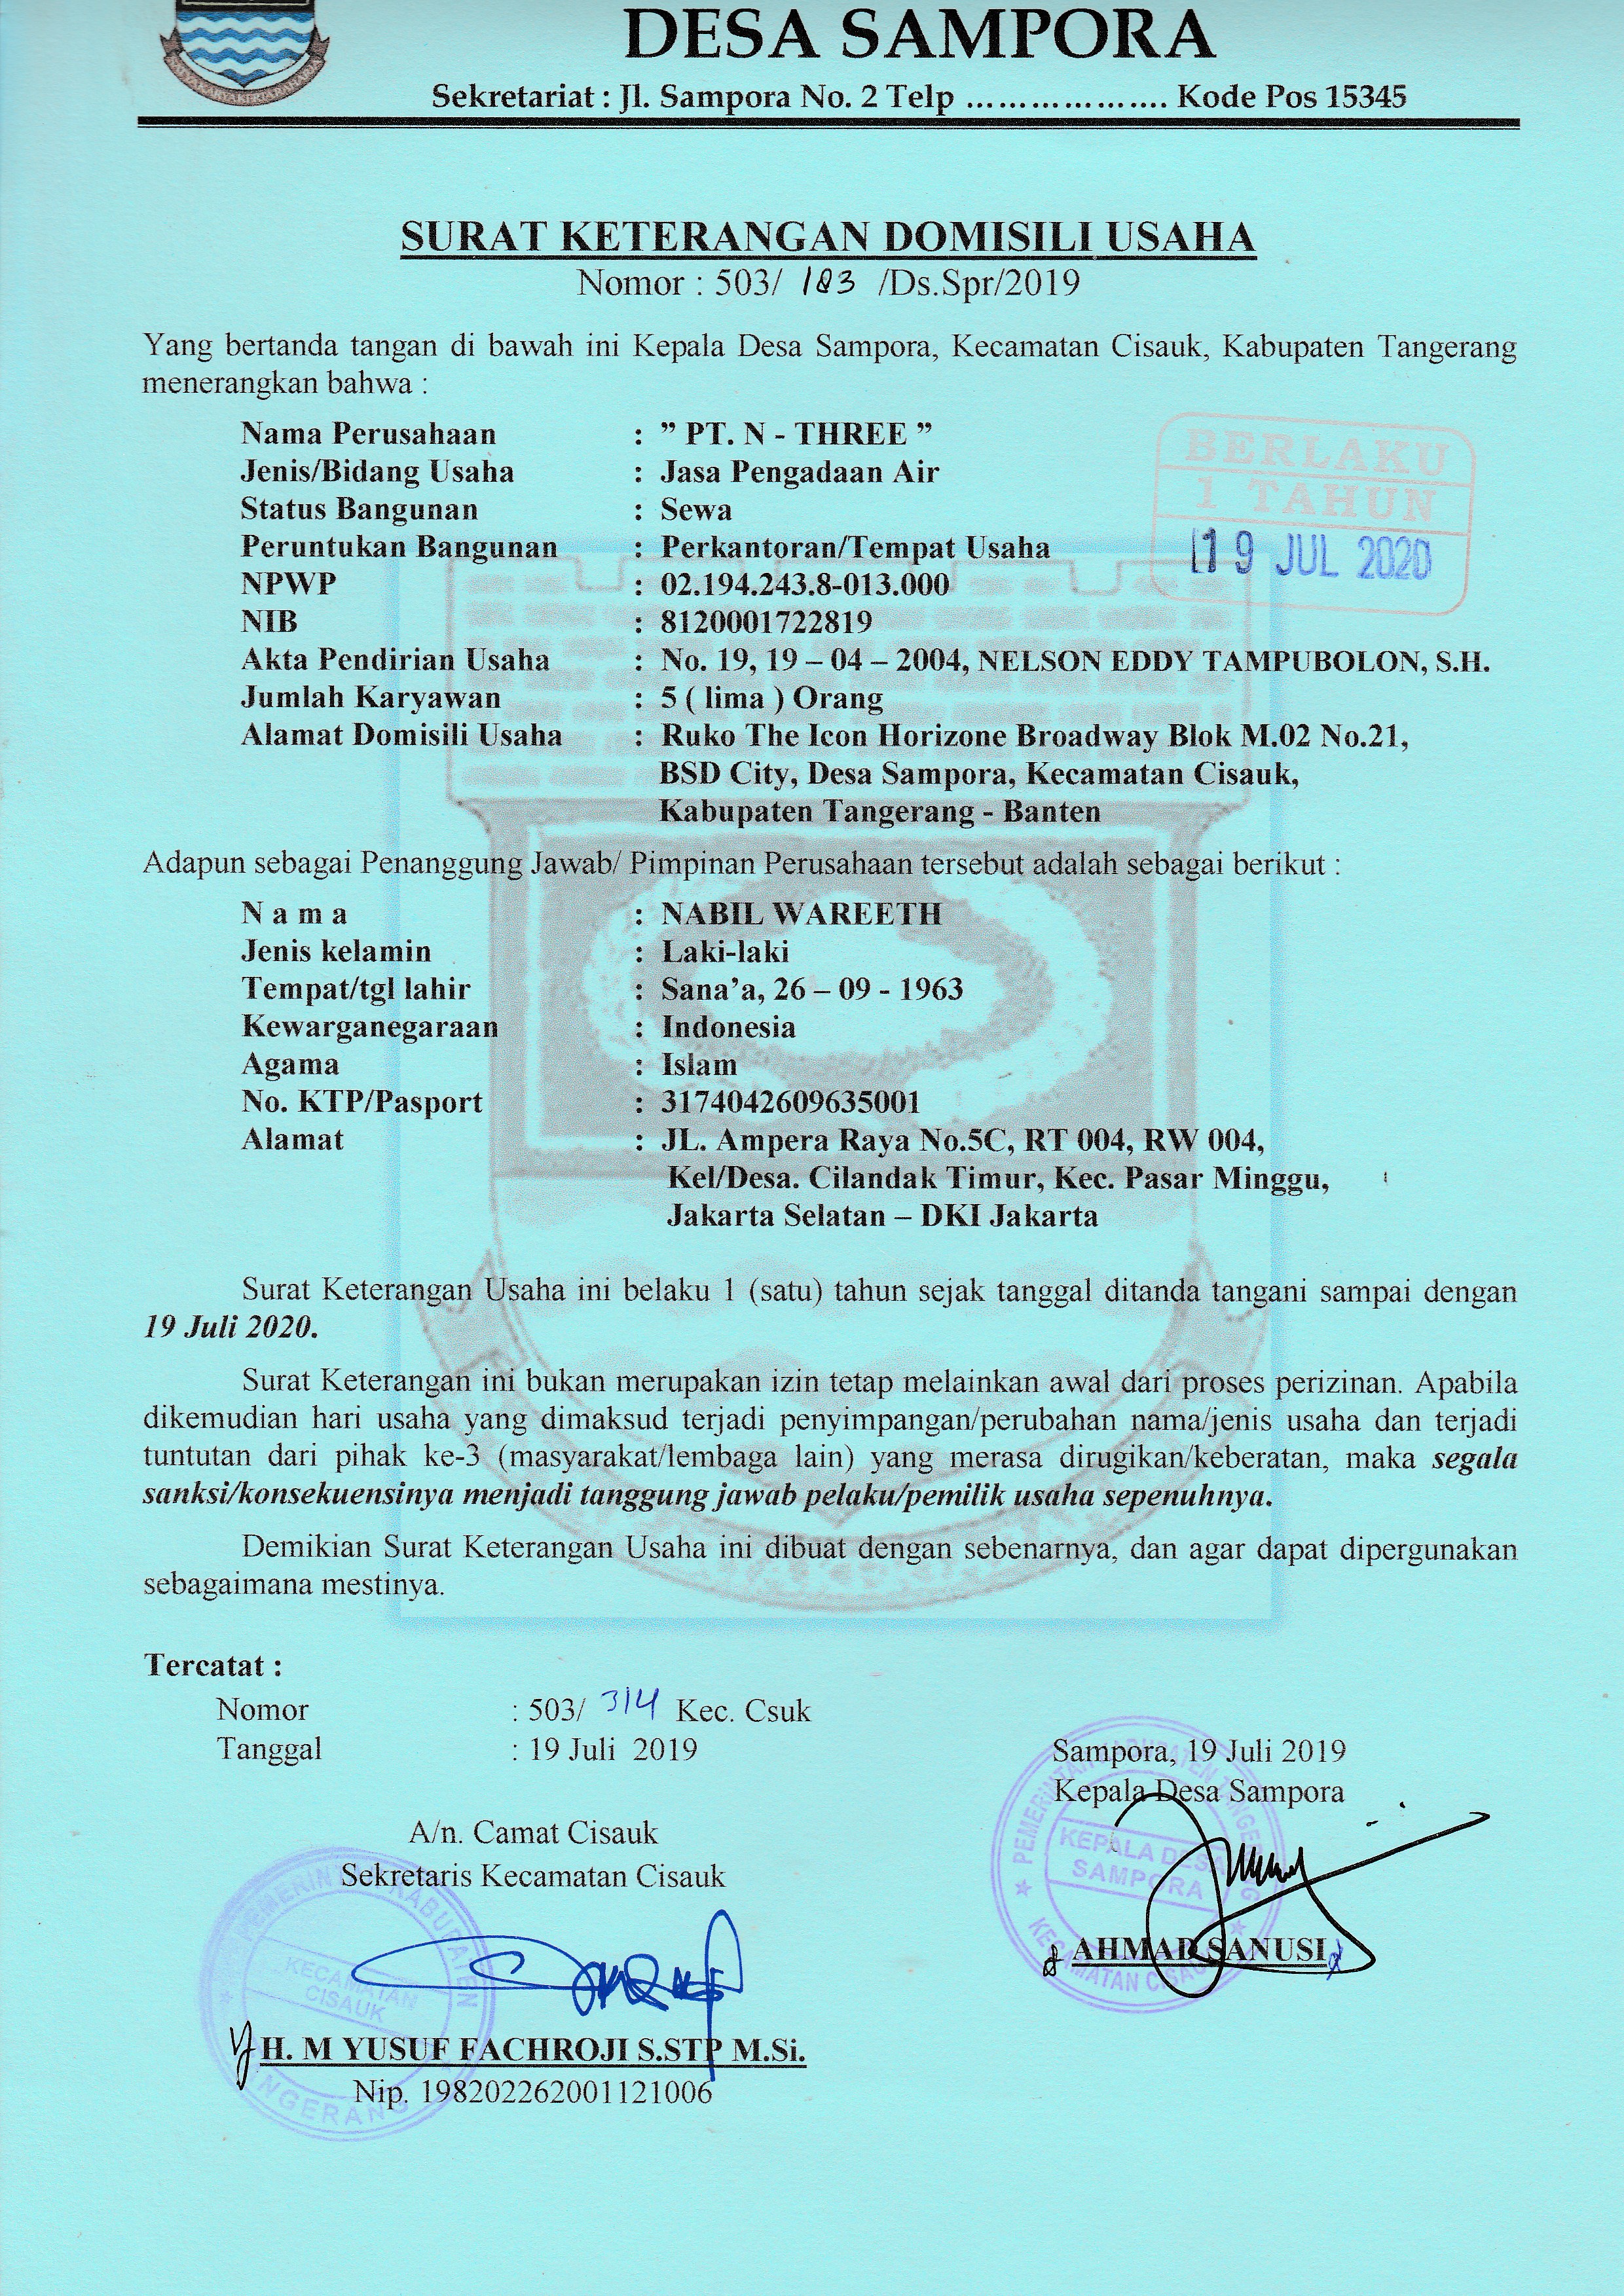 DESA SAMPORA
Sekretariat : Jl. Sampora No. 2 Telp ................... Kode Pos 15345
SURAT KETERANGAN DOMISILI USAHA
Nomor : 503/ 183 /Ds.Spr/2019
Yang bertanda tangan di bawah ini Kepala Desa Sampora, Kecamatan Cisauk, Kabupaten Tangerang
menerangkan bahwa :
Nama Perusahaan : ” PT. N - THREE ”
Jenis/Bidang Usaha : Jasa Pengadaan Air
Status Bangunan : Sewa
Peruntukan Bangunan : Perkantoran/Tempat Usaha
NPWP : 02.194.243.8-013.000
NIB : 8120001722819
Akta Pendirian Usaha : No. 19, 19 – 04 – 2004, NELSON EDDY TAMPUBOLON, S.H.
Jumlah Karyawan : 5 ( lima ) Orang
Alamat Domisili Usaha : Ruko The Icon Horizone Broadway Blok M.02 No.21,
BSD City, Desa Sampora, Kecamatan Cisauk,
Kabupaten Tangerang - Banten
BERLAKU
1 TAHUN
19 JUL 2020
Adapun sebagai Penanggung Jawab/ Pimpinan Perusahaan tersebut adalah sebagai berikut :
N a m a : NABIL WAREETH
Jenis kelamin : Laki-laki
Tempat/tgl lahir : Sana’a, 26 – 09 - 1963
Kewarganegaraan : Indonesia
Agama : Islam
No. KTP/Pasport : 3174042609635001
Alamat : JL. Ampera Raya No.5C, RT 004, RW 004,
Kel/Desa. Cilandak Timur, Kec. Pasar Minggu,
Jakarta Selatan – DKI Jakarta
Surat Keterangan Usaha ini belaku 1 (satu) tahun sejak tanggal ditanda tangani sampai dengan
19 Juli 2020.
Surat Keterangan ini bukan merupakan izin tetap melainkan awal dari proses perizinan. Apabila
dikemudian hari usaha yang dimaksud terjadi penyimpangan/perubahan nama/jenis usaha dan terjadi
tuntutan dari pihak ke-3 (masyarakat/lembaga lain) yang merasa dirugikan/keberatan, maka segala
sanksi/konsekuensinya menjadi tanggung jawab pelaku/pemilik usaha sepenuhnya.
Demikian Surat Keterangan Usaha ini dibuat dengan sebenarnya, dan agar dapat dipergunakan
sebagaimana mestinya.
Tercatat :
Nomor : 503/ 314 Kec. Csuk
Tanggal : 19 Juli 2019
Sampora, 19 Juli 2019
Kepala Desa Sampora
KEPALA DESA
SAMPORA
KECAMATAN CISAUK
AHMAD SANUSI
A/n. Camat Cisauk
Sekretaris Kecamatan Cisauk
KECAMATAN
CISAUK
H. M YUSUF FACHROJI S.STP M.Si.
Nip. 198202262001121006